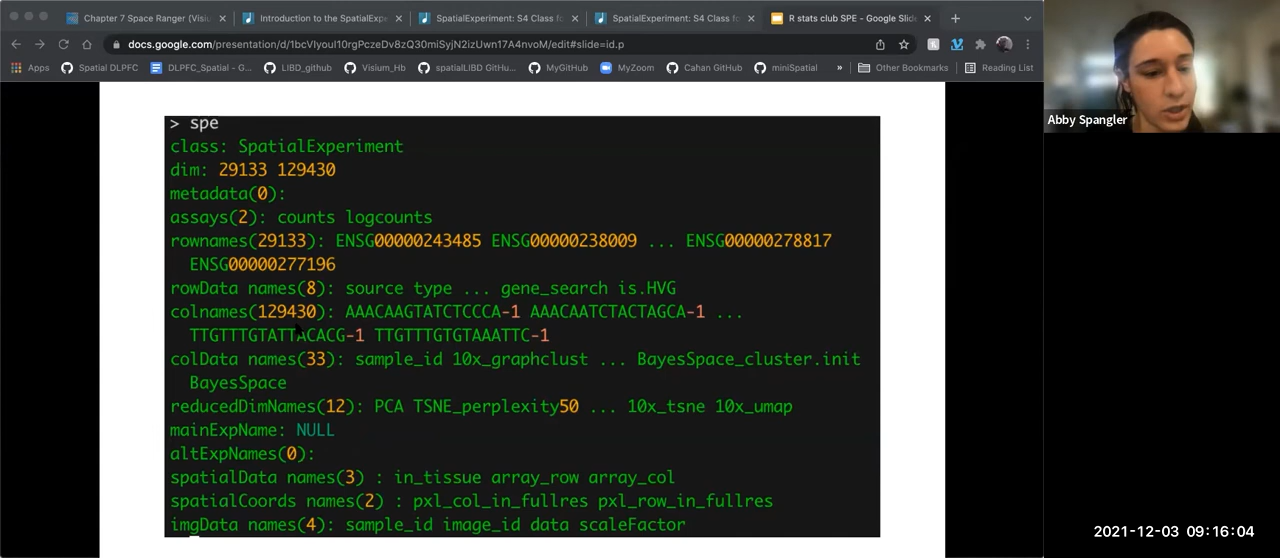 Chapter 7 Space Ranger (Visiu
Introduction to the SpatialExpe
SpatialExperiment: S4 Class fo
SpatialExperiment: S4 Class fo
R stats club SPE - Google Slide
docs.google.com/presentation/d/1bcVIyouI10rgPczeDv8zQ30miSyjN2izUwn17A4nvoM/edit#slide=id.p
Apps
Spatial DLPFC
DLPFC_Spatial - G...
LIBD_github
Visium_Hb
spatialLIBD GitHu...
MyGitHub
MyZoom
Cahan GitHub
miniSpatial
»
Other Bookmarks
Reading List
> spe
class: SpatialExperiment
dim: 29133 129430
metadata(0):
assays(2): counts logcounts
rownames(29133): ENSG00000243485 ENSG00000238009 ... ENSG00000278817
ENSG00000277196
rowData names(8): source type ... gene_search is.HVG
colnames(129430): AAACAAGTATCTCCCA-1 AAACAATCTACTAGCA-1 ...
TTGTTTGTATTACACG-1 TTGTTTGTGTAAATTC-1
colData names(33): sample_id 10x_graphclust ... BayesSpace_cluster.init
BayesSpace
reducedDimNames(12): PCA TSNE_perplexity50 ... 10x_tsne 10x_umap
mainExpName: NULL
altExpNames(0):
spatialData names(3) : in_tissue array_row array_col
spatialCoords names(2) : pxl_col_in_fullres pxl_row_in_fullres
imgData names(4): sample_id image_id data scaleFactor
Abby Spangler
2021-12-03 09:16:04